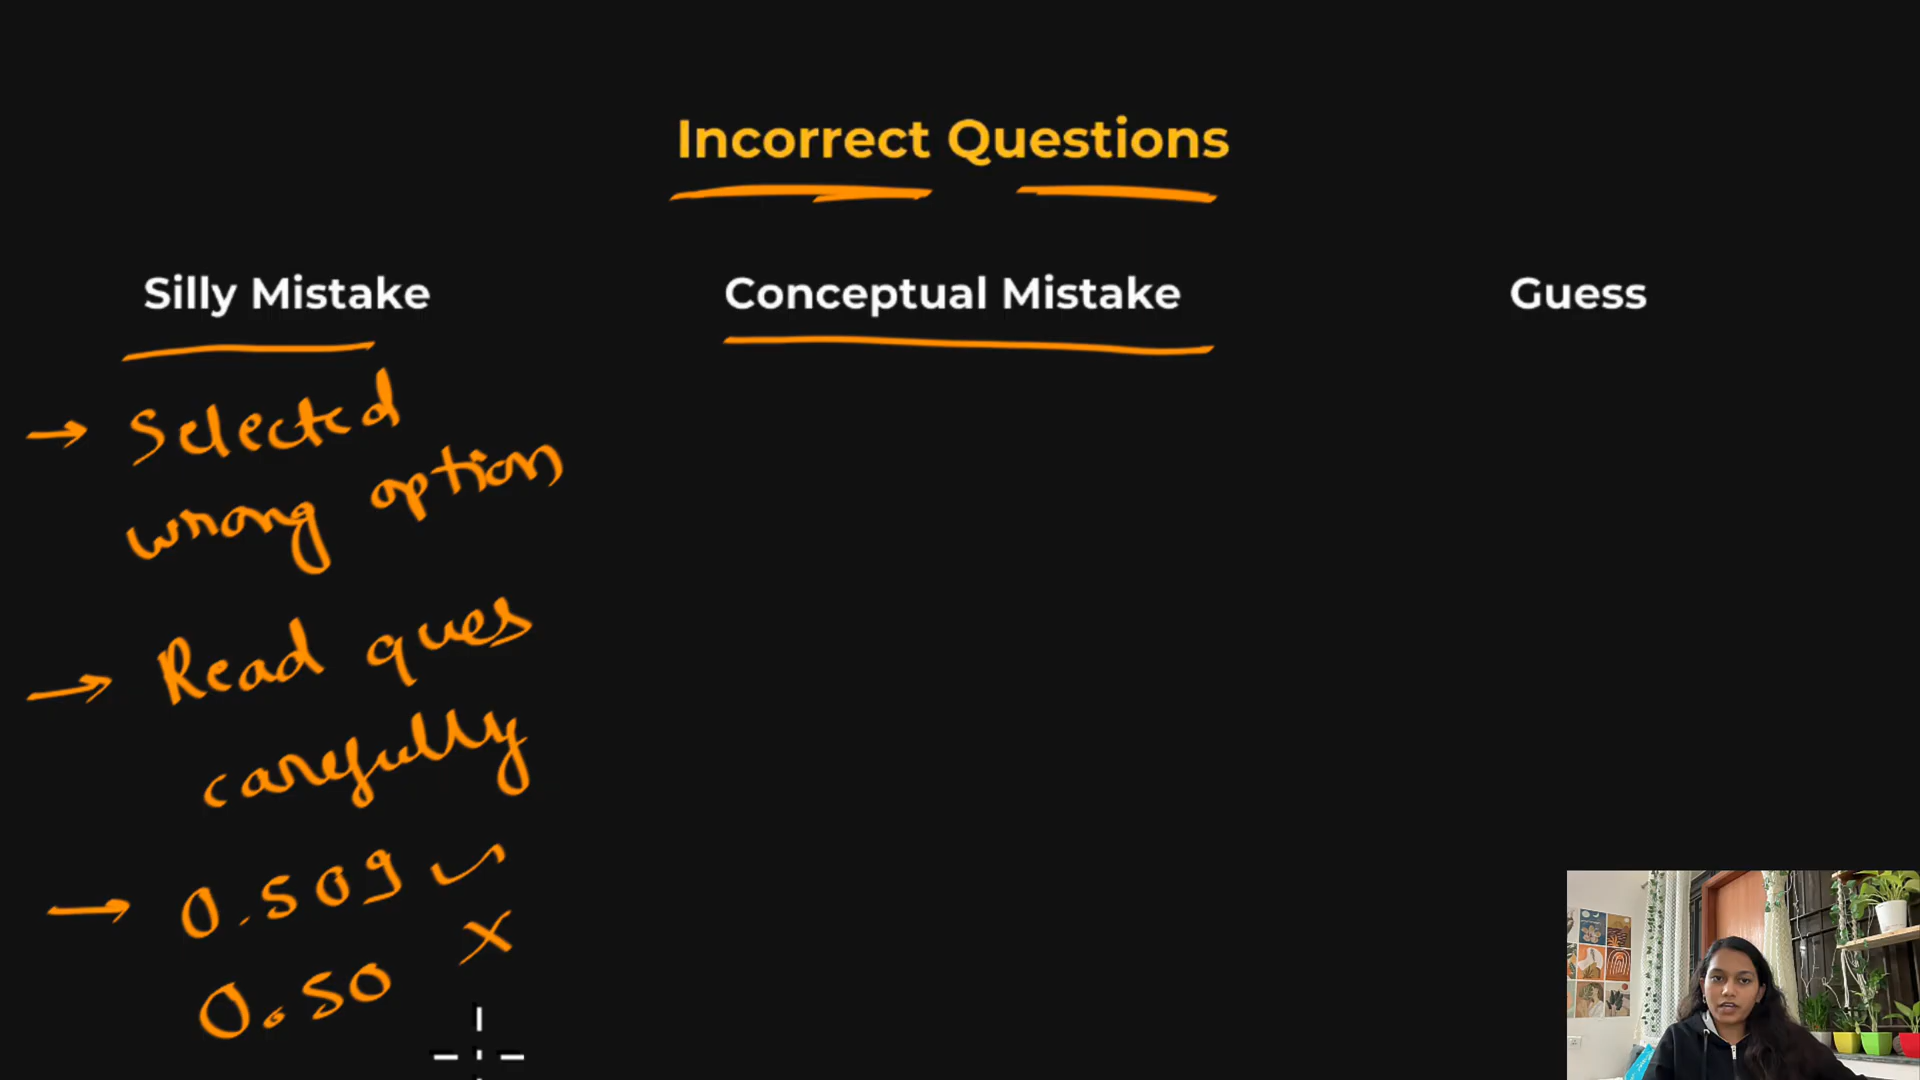 Incorrect Questions
Silly Mistake
Conceptual Mistake
Guess
→ Selected
wrong option
→ Read ques
carefully
→ 0.509 ✓
0.50 ×